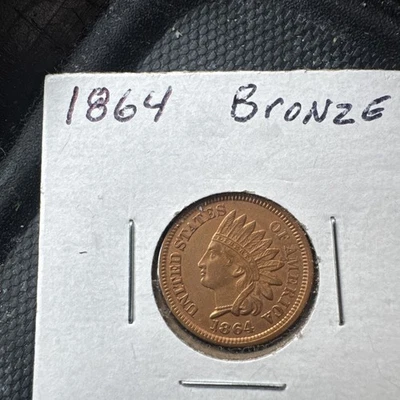 1864 BRONZE
UNITED STATES OF AMERICA
1864